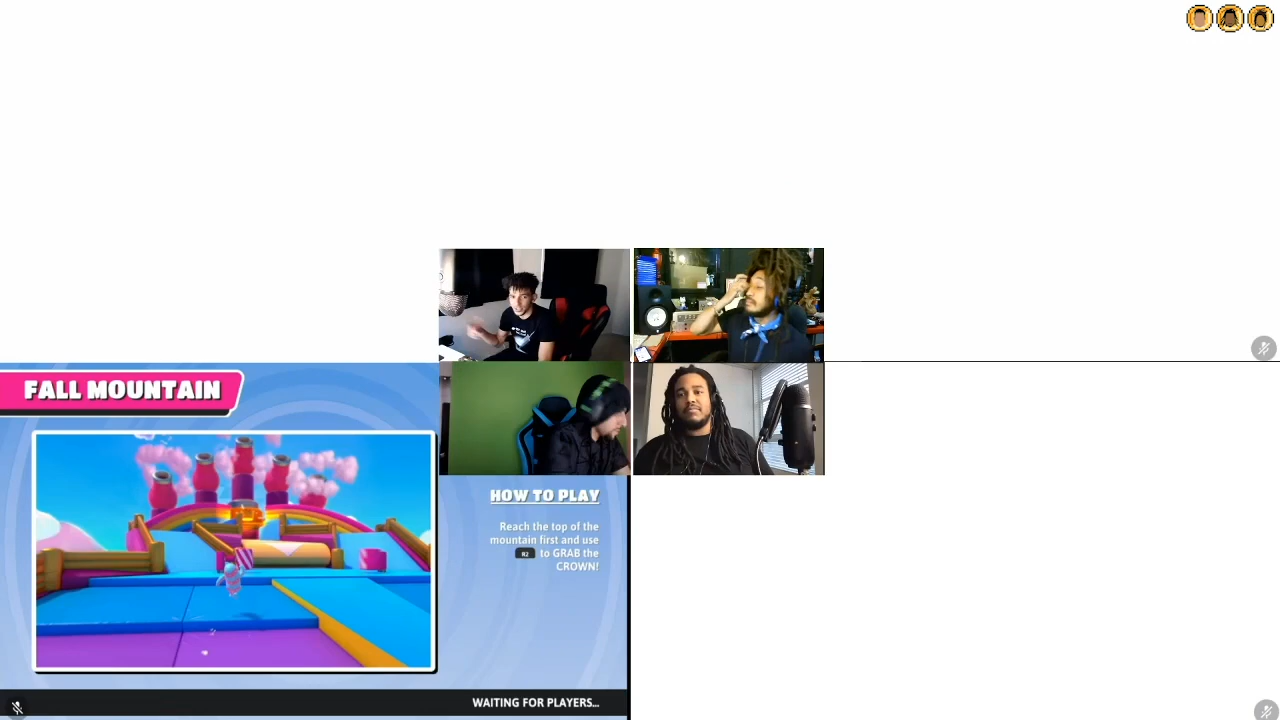 FALL MOUNTAIN
HOW TO PLAY
Reach the top of the
mountain first and use
R2 to GRAB the
CROWN!
WAITING FOR PLAYERS...